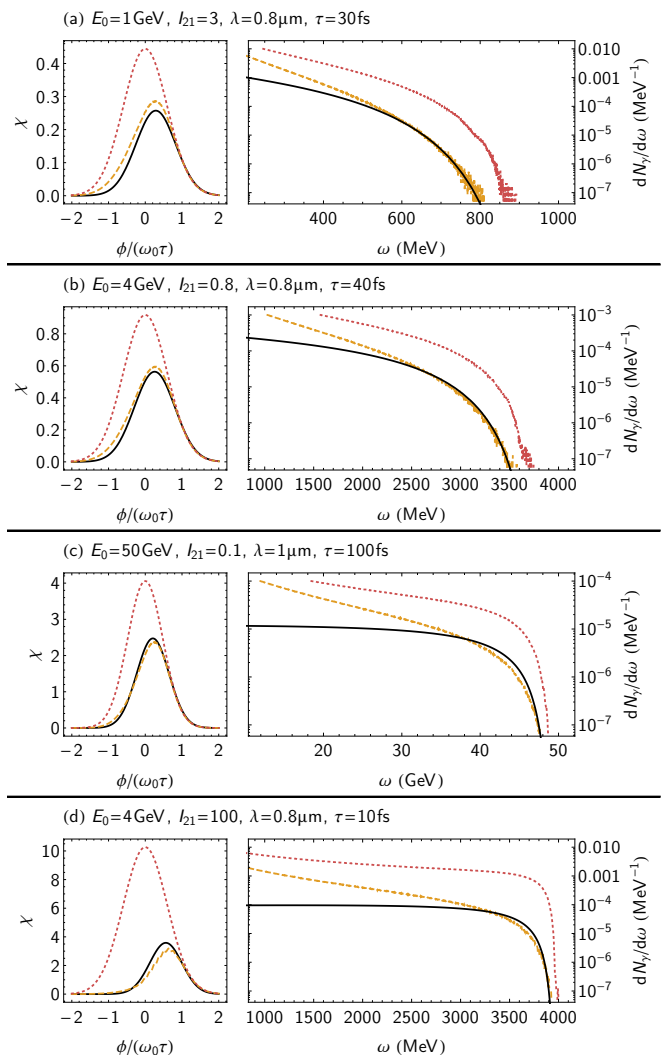 (a) E₀=1GeV, I₂₁=3, λ=0.8μm, τ=30fs
0.4
0.3
0.2
0.1
0.0
χ
−2 −1 0 1 2
ϕ/(ω₀τ)
400 600 800 1000
ω (MeV)
0.010
0.001
10⁻⁴
10⁻⁵
10⁻⁶
10⁻⁷
dNᵧ/dω (MeV⁻¹)
(b) E₀=4GeV, I₂₁=0.8, λ=0.8μm, τ=40fs
0.8
0.6
0.4
0.2
0.0
χ
−2 −1 0 1 2
ϕ/(ω₀τ)
1000 1500 2000 2500 3000 3500 4000
ω (MeV)
10⁻³
10⁻⁴
10⁻⁵
10⁻⁶
10⁻⁷
dNᵧ/dω (MeV⁻¹)
(c) E₀=50GeV, I₂₁=0.1, λ=1μm, τ=100fs
4
3
2
1
0
χ
−2 −1 0 1 2
ϕ/(ω₀τ)
20 30 40 50
ω (GeV)
10⁻⁴
10⁻⁵
10⁻⁶
10⁻⁷
dNᵧ/dω (MeV⁻¹)
(d) E₀=4GeV, I₂₁=100, λ=0.8μm, τ=10fs
10
8
6
4
2
0
χ
−2 −1 0 1 2
ϕ/(ω₀τ)
1000 1500 2000 2500 3000 3500 4000
ω (MeV)
0.010
0.001
10⁻⁴
10⁻⁵
10⁻⁶
10⁻⁷
dNᵧ/dω (MeV⁻¹)